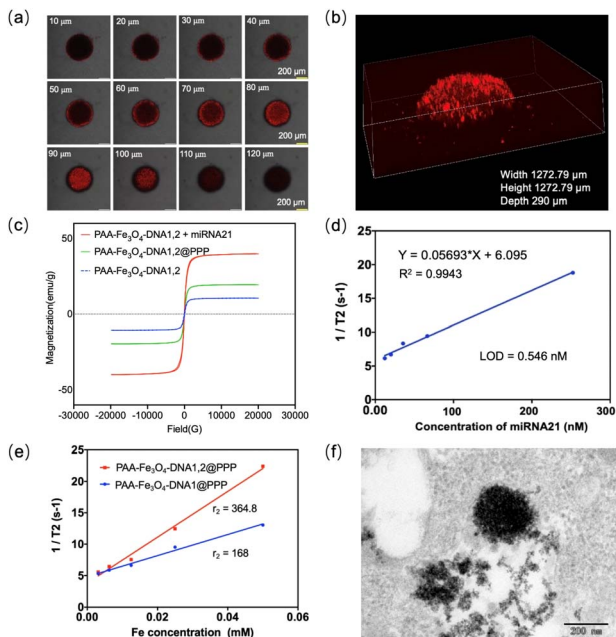 (a)
10 μm
20 μm
30 μm
40 μm
200 μm
50 μm
60 μm
70 μm
80 μm
200 μm
90 μm
100 μm
110 μm
120 μm
200 μm
(b)
Width 1272.79 μm
Height 1272.79 μm
Depth 290 μm
(c)
PAA-Fe₃O₄-DNA1,2 + miRNA21
PAA-Fe₃O₄-DNA1,2@PPP
PAA-Fe₃O₄-DNA1,2
Magnetization(emu/g)
50
0
-50
-30000 -20000 -10000 0 10000 20000 30000
Field(G)
(d)
Y = 0.05693*X + 6.095
R² = 0.9943
LOD = 0.546 nM
1 / T2 (s-1)
25
20
15
10
5
0
0.00 100 200 300
Concentration of miRNA21 (nM)
(e)
PAA-Fe₃O₄-DNA1,2@PPP
PAA-Fe₃O₄-DNA1@PPP
r₂ = 364.8
r₂ = 168
1 / T2 (s-1)
30
20
10
0
0.00 0.02 0.04 0.06
Fe concentration (mM)
(f)
200 nm